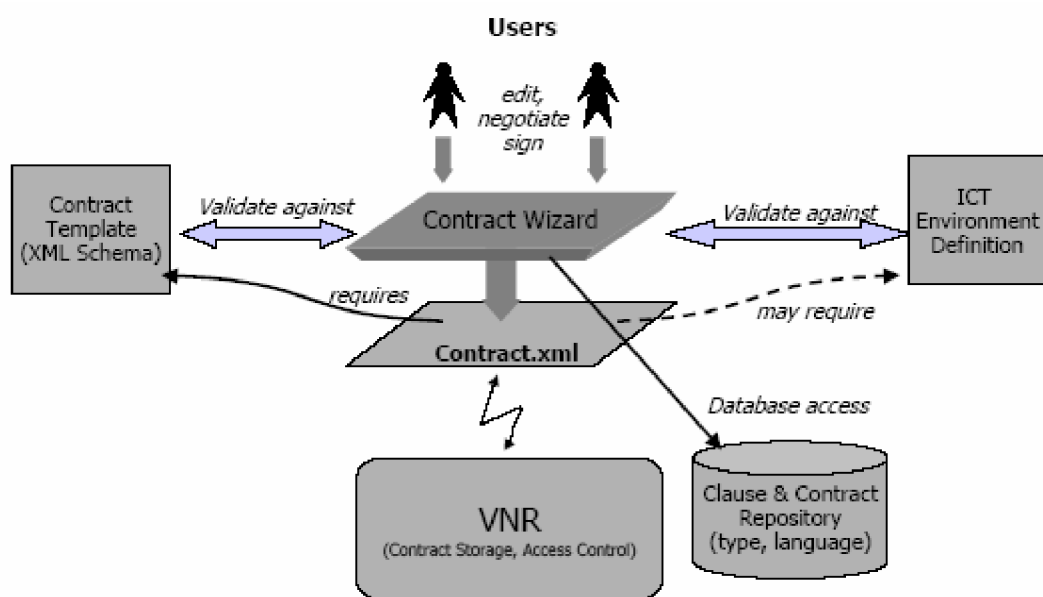 Users
edit,
negotiate
sign
Contract
Template
(XML Schema)
Validate against
Contract Wizard
Validate against
ICT
Environment
Definition
requires
may require
Contract.xml
Database access
VNR
(Contract Storage, Access Control)
Clause & Contract
Repository
(type, language)